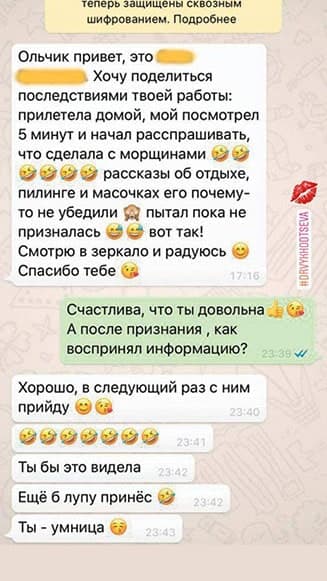 теперь защищены сквозным
шифрованием. Подробнее
Ольчик привет, это
. Хочу поделиться
последствиями твоей работы:
прилетела домой, мой посмотрел
5 минут и начал расспрашивать,
что сделала с морщинами 🤣🤣
🤣🤣🤣🤣 рассказы об отдыхе,
пилинге и масочках его почему-
то не убедили 🙈 пытал пока не
призналась 😅😅 вот так!
Смотрю в зеркало и радуюсь 😊
Спасибо тебе 😘
17:16
#DRVYKHODTSEVA
Счастлива, что ты довольна👍😘
А после признания , как
воспринял информацию?
23:39
Хорошо, в следующий раз с ним
прийду 😊😘
23:40
🤣🤣🤣🤣🤣🤣🤣 23:41
Ты бы это видела 23:42
Ещё б лупу принёс 🤣 23:42
Ты - умница 😚 23:43